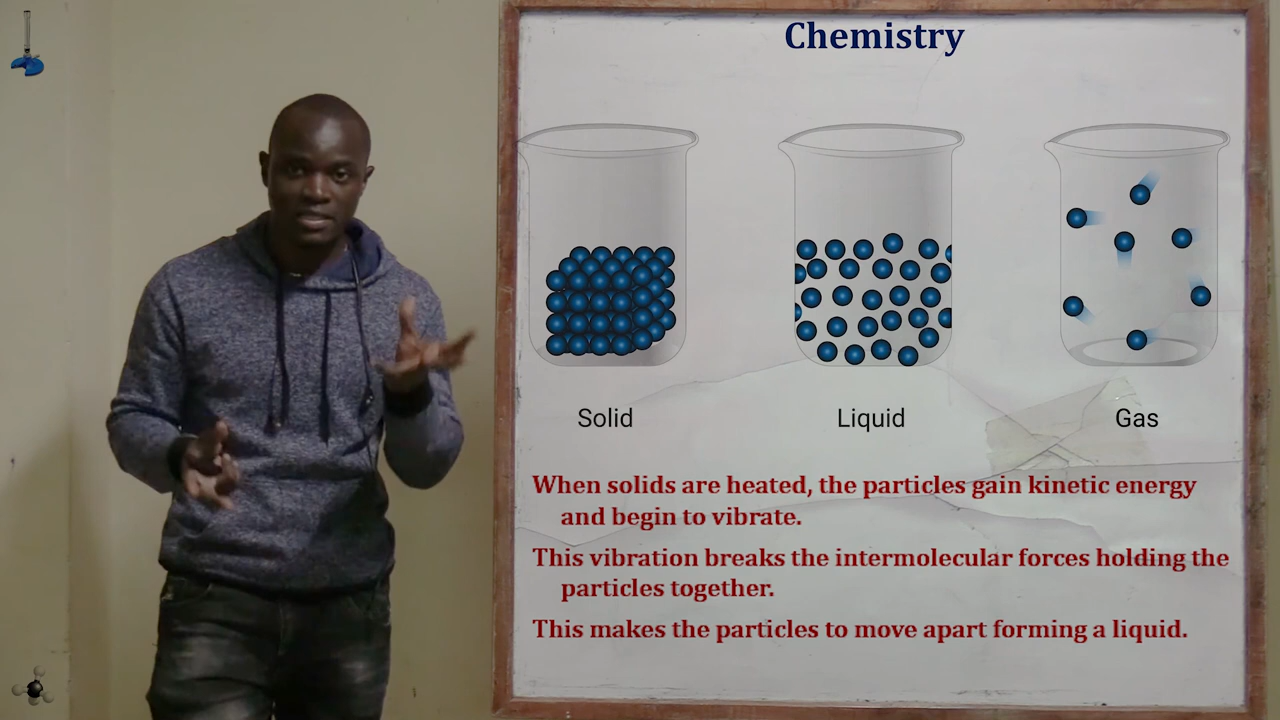 Chemistry
Solid
Liquid
Gas
When solids are heated, the particles gain kinetic energy
and begin to vibrate.
This vibration breaks the intermolecular forces holding the
particles together.
This makes the particles to move apart forming a liquid.